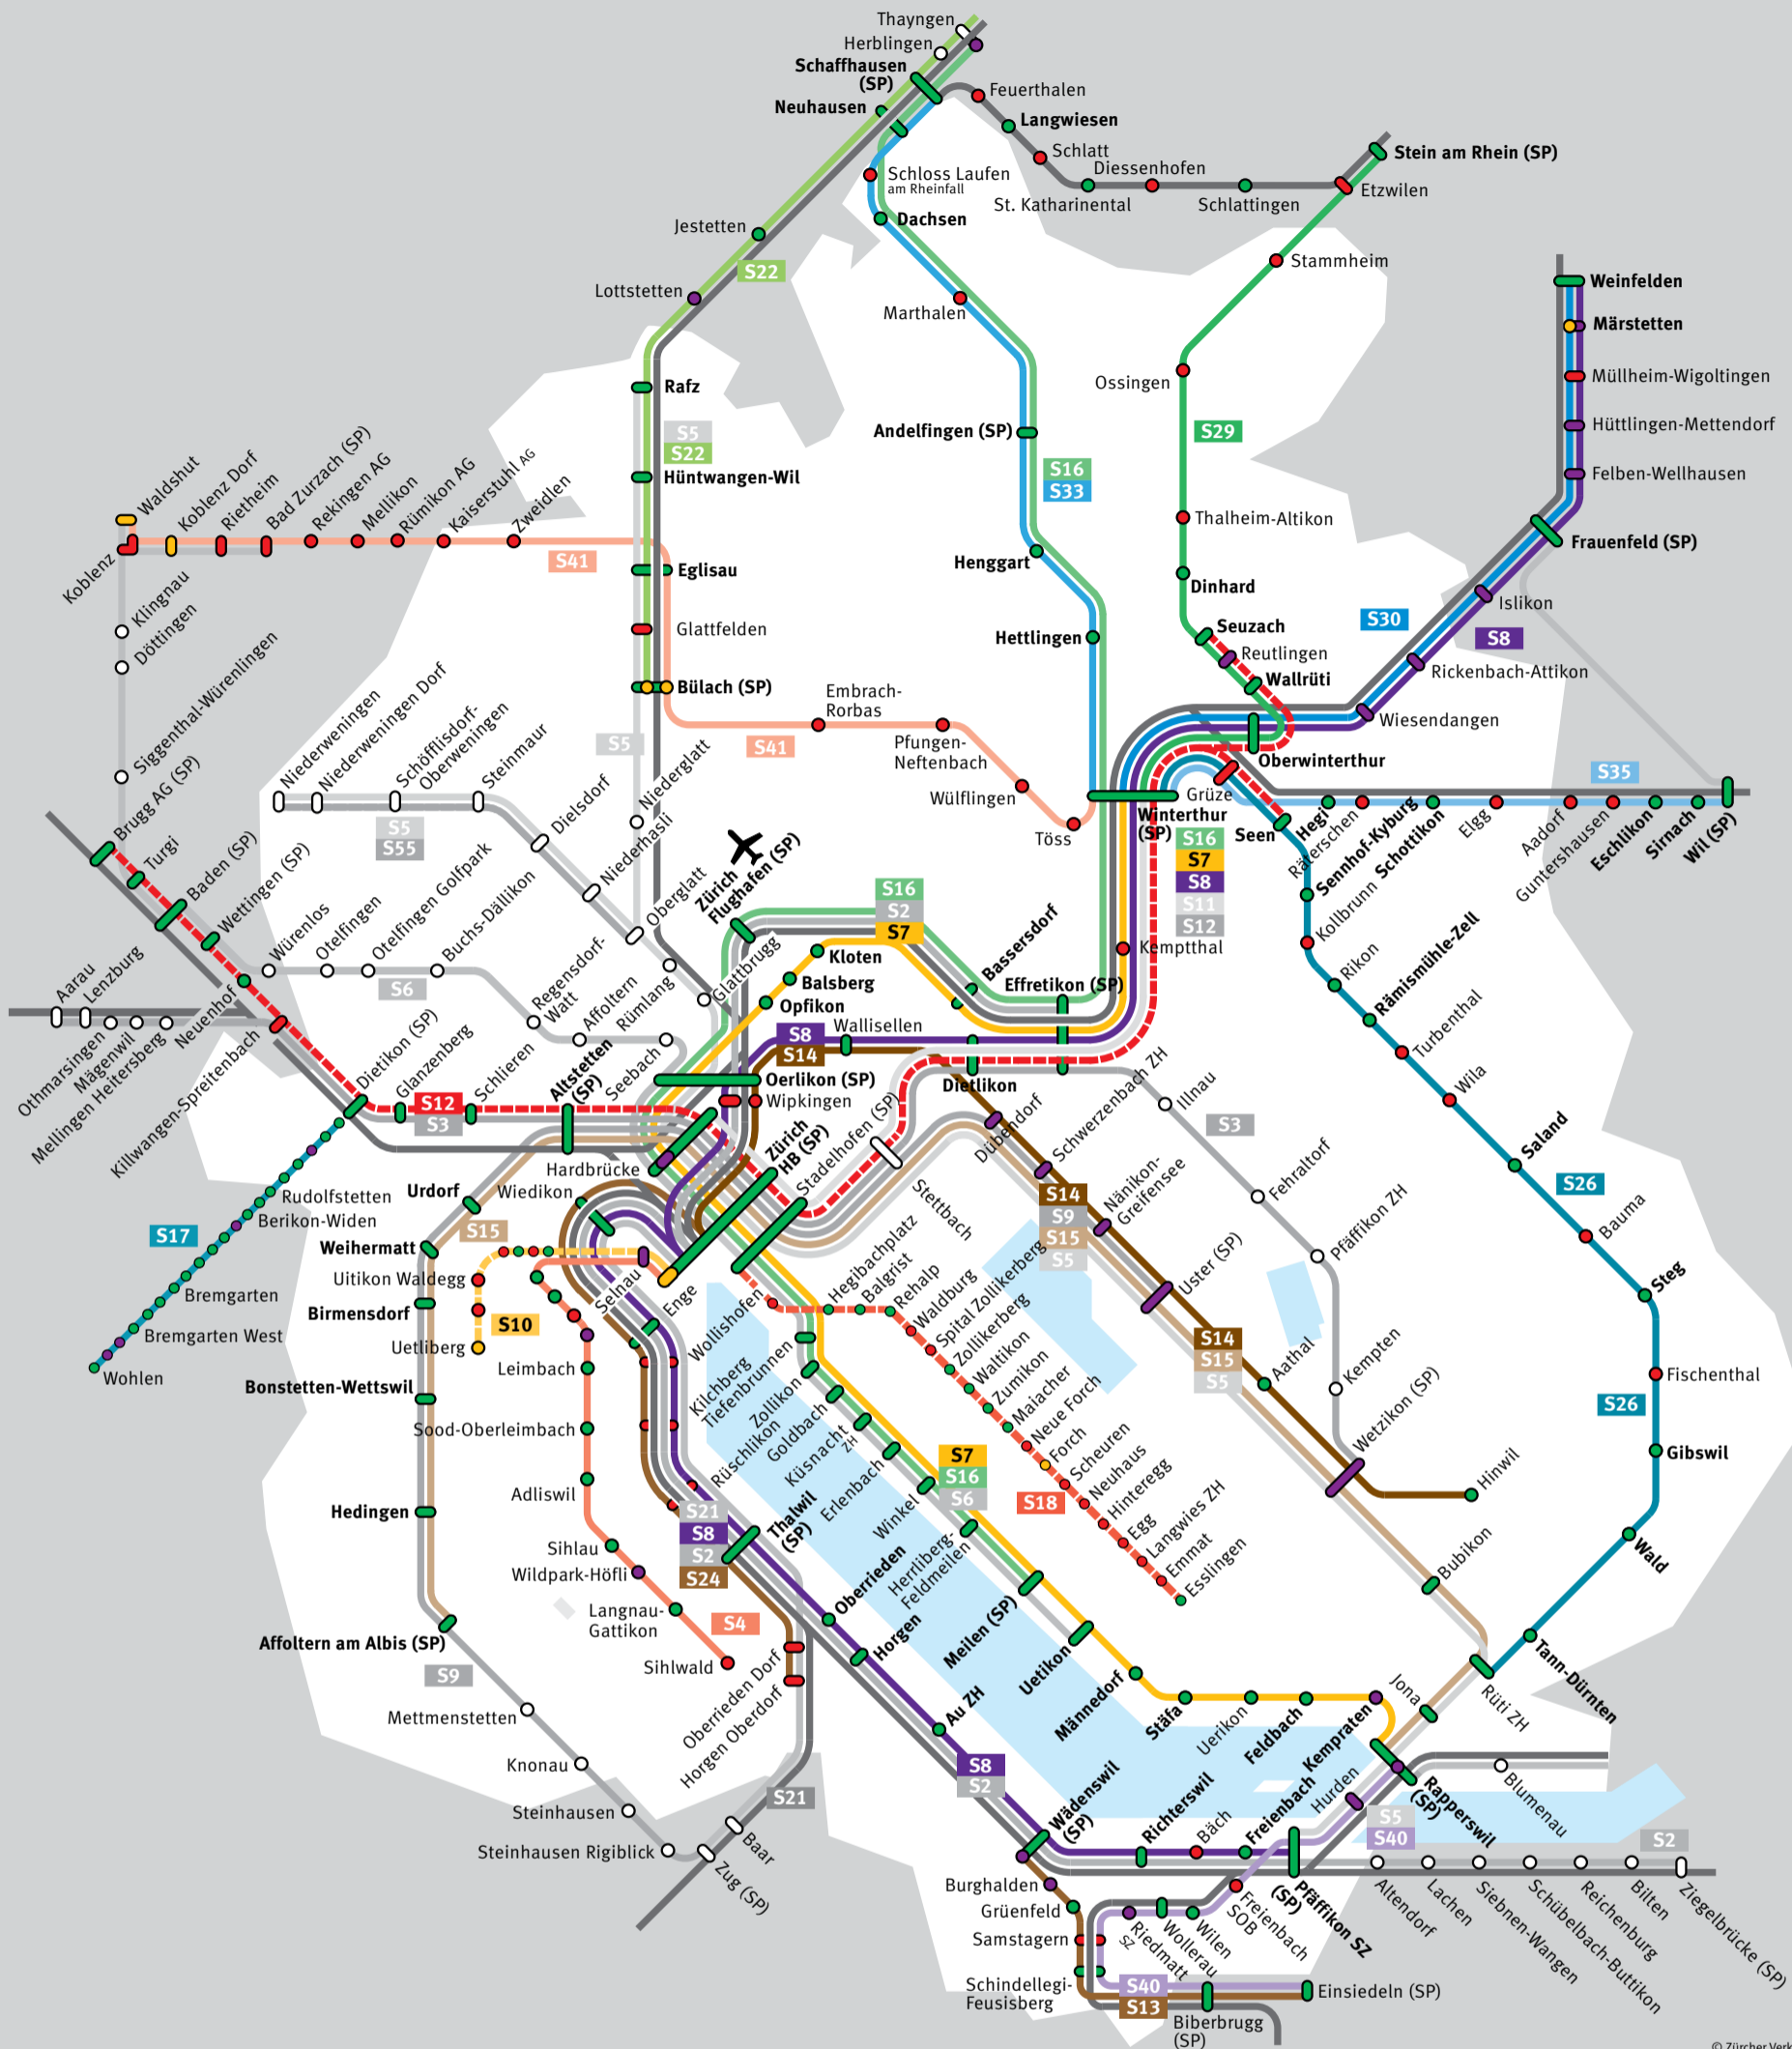 Thayngen
Herblingen
Schaffhausen
(SP)
Neuhausen
Feuerthalen
Langwiesen
Schlatt
Diessenhofen
St. Katharinental
Schlattingen
Stein am Rhein (SP)
Etzwilen
Schloss Laufen
am Rheinfall
Dachsen
Jestetten
S22
Lottstetten
Stammheim
Marthalen
Weinfelden
Märstetten
Müllheim-Wigoltingen
Hüttlingen-Mettendorf
Felben-Wellhausen
Frauenfeld (SP)
Ossingen
Rafz
S5
S22
Andelfingen (SP)
S29
S16
S33
Hüntwangen-Wil
Thalheim-Altikon
Waldshut
Koblenz Dorf
Rietheim
Bad Zurzach (SP)
Rekingen AG
Mellikon
Rümikon AG
Kaiserstuhl AG
Zweidlen
Koblenz
S41
Eglisau
Henggart
Dinhard
Islikon
S30
S8
Klingnau
Döttingen
Glattfelden
Hettlingen
Seuzach
Reutlingen
Wallrüti
Rickenbach-Attikon
Siggenthal-Würenlingen
Bülach (SP)
Embrach-
Rorbas
Wiesendangen
S5
S41
Pfungen-
Neftenbach
Oberwinterthur
Niederweningen
Niederweningen Dorf
Schöfflisdorf-
Oberweningen
Steinmaur
S5
S55
Dielsdorf
Niederglatt
Niederhasli
Oberglatt
Wülflingen
Töss
Grüze
Winterthur
(SP)
S16
S7
S8
S11
S12
Seen
S35
Hegi
Räterschen
Schottikon
Elgg
Aadorf
Guntershausen
Eschlikon
Sirnach
Wil (SP)
Brugg AG (SP)
Turgi
Baden (SP)
Wettingen (SP)
Würenlos
Otelfingen
Otelfingen Golfpark
Buchs-Dällikon
S6
Regensdorf-
Watt
Affoltern
Rümlang
Seebach
Zürich
Flughafen (SP)
Glattbrugg
S16
S2
S7
Kloten
Balsberg
Opfikon
Bassersdorf
Effretikon (SP)
Kemptthal
Sennhof-Kyburg
Kollbrunn
Rikon
Rämismühle-Zell
Turbenthal
Wila
Saland
S26
Bauma
Steg
Fischenthal
S26
Gibswil
Wald
Tann-Dürnten
Aarau
Lenzburg
Othmarsingen
Mägenwil
Mellingen Heitersberg
Neuenhof
Killwangen-Spreitenbach
Dietikon (SP)
Glanzenberg
Schlieren
S12
S3
Altstetten
(SP)
S8
S14
Wallisellen
Oerlikon (SP)
Wipkingen
Dietlikon
Hardbrücke
Zürich
HB (SP)
Stadelhofen (SP)
Stettbach
Dübendorf
Schwerzenbach ZH
Nänikon-
Greifensee
Illnau
S3
Fehraltorf
Pfäffikon ZH
Kempten
S14
S9
S15
S5
Uster (SP)
S14
S15
S5
Aathal
Wetzikon (SP)
Hinwil
Bubikon
Rüti ZH
Jona
Rudolfstetten
Berikon-Widen
S17
Bremgarten
Bremgarten West
Wohlen
Urdorf
S15
Weihermatt
Uitikon Waldegg
Birmensdorf
S10
Uetliberg
Wiedikon
Selnau
Enge
Wollishofen
Kilchberg
Rüschlikon
Leimbach
Bonstetten-Wettswil
Sood-Oberleimbach
Adliswil
Hedingen
Sihlau
Wildpark-Höfli
Langnau-
Gattikon
S4
Sihlwald
Affoltern am Albis (SP)
S9
Mettmenstetten
Knonau
Steinhausen
Steinhausen Rigiblick
Baar
Zug (SP)
S21
S21
S8
S2
S24
Thalwil
(SP)
Oberrieden
Horgen
Oberrieden Dorf
Horgen Oberdorf
Au ZH
S8
S2
Wädenswil
(SP)
Hegibachplatz
Balgrist
Rehalp
Waldburg
Spital Zollikerberg
Zollikerberg
Waltikon
Zumikon
Maiacher
Neue Forch
Forch
Scheuren
Neuhaus
Hinteregg
Egg
Langwies ZH
Emmat
Esslingen
S18
Tiefenbrunnen
Zollikon
Goldbach
Küsnacht
ZH
Erlenbach
Winkel
Herrliberg-
Feldmeilen
S7
S16
S6
Meilen (SP)
Uetikon
Männedorf
Stäfa
Uerikon
Feldbach
Kempraten
Rapperswil
(SP)
Blumenau
Hurden
S5
S40
S2
Richterswil
Bäch
Freienbach
Pfäffikon SZ
(SP)
Altendorf
Lachen
Siebnen-Wangen
Schübelbach-Buttikon
Reichenburg
Bilten
Ziegelbrücke (SP)
Burghalden
Grüenfeld
Samstagern
Schindellegi-
Feusisberg
Riedmatt
SZ
Wollerau
Wilen
Freienbach
SOB
S40
S13
Einsiedeln (SP)
Biberbrugg
(SP)
© Zürcher Verk